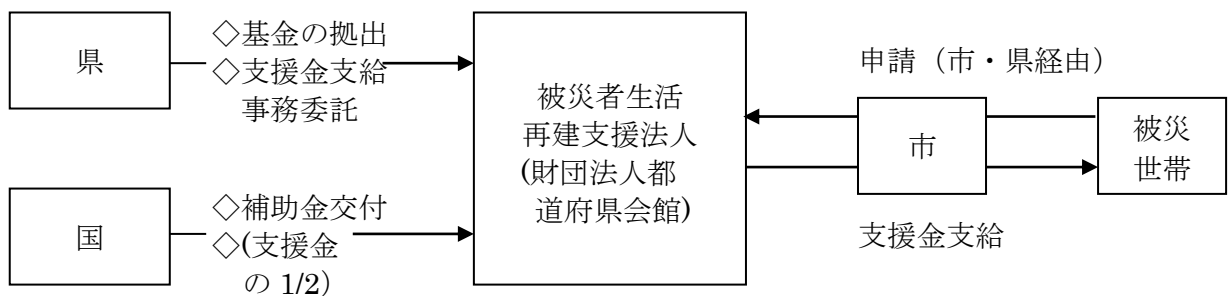 県
◇基金の拠出
◇支援金支給
事務委託
国
◇補助金交付
◇(支援金
の 1/2)
被災者生活
再建支援法人
(財団法人都
道府県会館)
申請（市・県経由）
市
被災
世帯
支援金支給